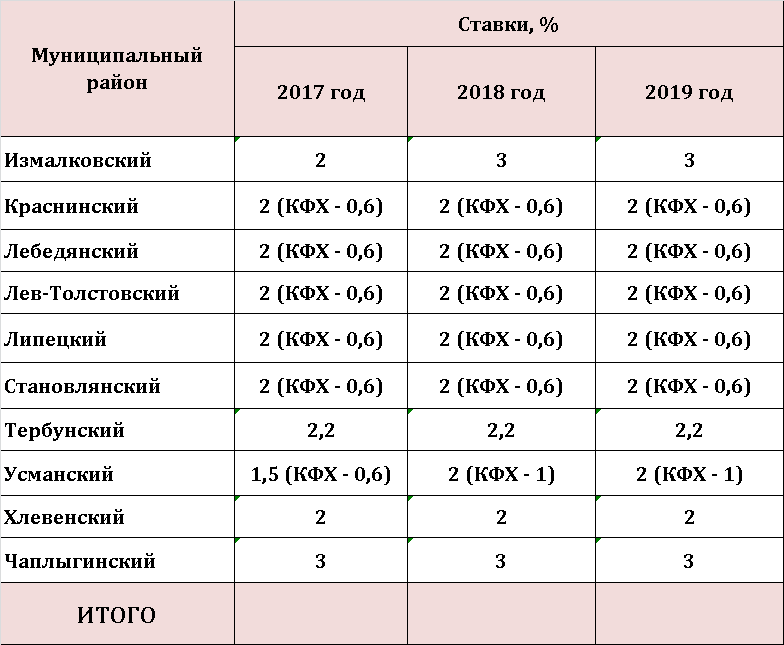 Муниципальный
район
Ставки, %
2017 год 2018 год 2019 год
Измалковский 2 3 3
Краснинский 2 (КФХ - 0,6) 2 (КФХ - 0,6) 2 (КФХ - 0,6)
Лебедянский 2 (КФХ - 0,6) 2 (КФХ - 0,6) 2 (КФХ - 0,6)
Лев-Толстовский 2 (КФХ - 0,6) 2 (КФХ - 0,6) 2 (КФХ - 0,6)
Липецкий 2 (КФХ - 0,6) 2 (КФХ - 0,6) 2 (КФХ - 0,6)
Становлянский 2 (КФХ - 0,6) 2 (КФХ - 0,6) 2 (КФХ - 0,6)
Тербунский 2,2 2,2 2,2
Усманский 1,5 (КФХ - 0,6) 2 (КФХ - 1) 2 (КФХ - 1)
Хлевенский 2 2 2
Чаплыгинский 3 3 3
ИТОГО